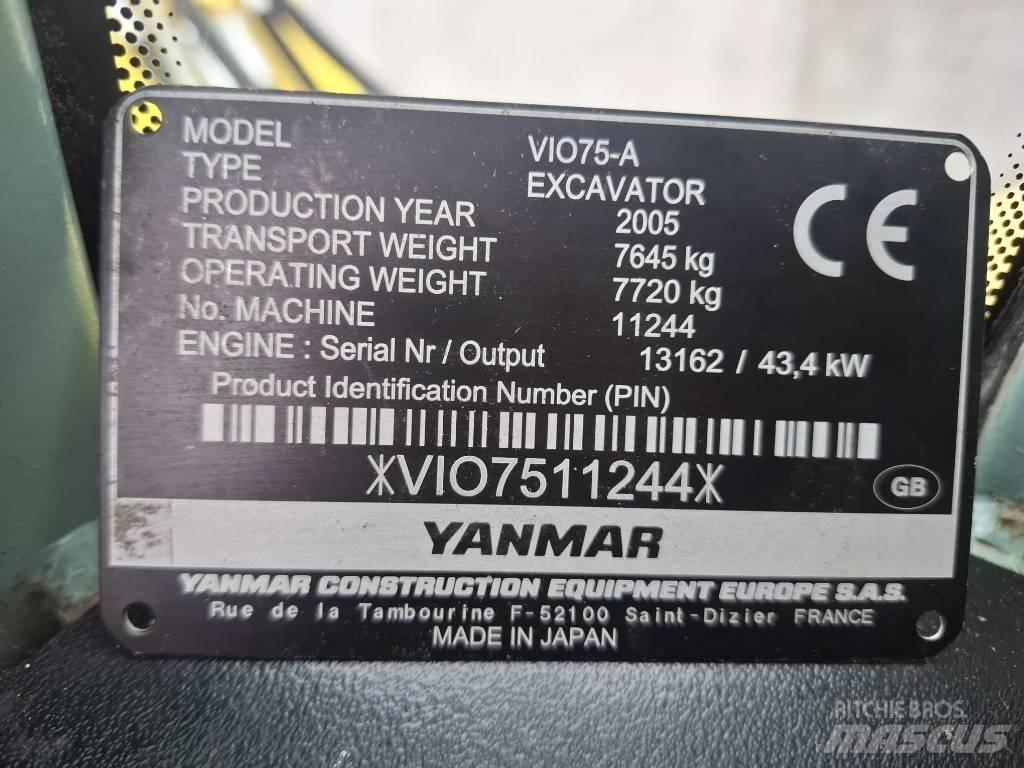 MODEL VIO75-A
TYPE EXCAVATOR
PRODUCTION YEAR 2005
TRANSPORT WEIGHT 7645 kg
OPERATING WEIGHT 7720 kg
No. MACHINE 11244
ENGINE : Serial Nr / Output 13162 / 43,4 kW
Product Identification Number (PIN)
CE
*VIO7511244*
GB
YANMAR
YANMAR CONSTRUCTION EQUIPMENT EUROPE S.A.S.
Rue de la Tambourine F-52100 Saint-Dizier FRANCE
MADE IN JAPAN
RITCHIE BROS.
MASCUS